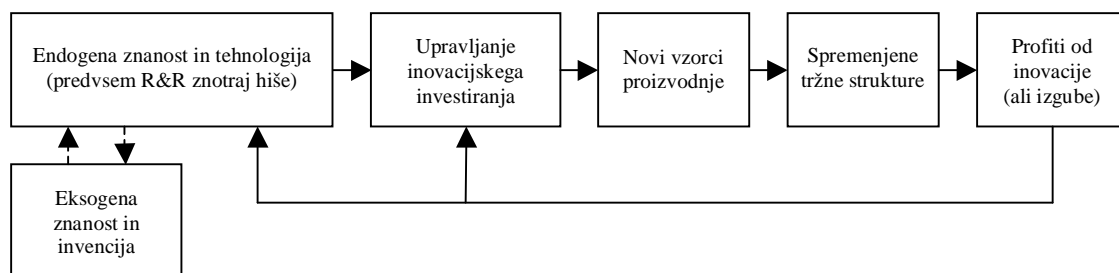 Endogena znanost in tehnologija
(predvsem R&R znotraj hiše)
Upravljanje
inovacijskega
investiranja
Novi vzorci
proizvodnje
Spremenjene
tržne strukture
Profiti od
inovacije
(ali izgube)
Eksogena
znanost in
invencija